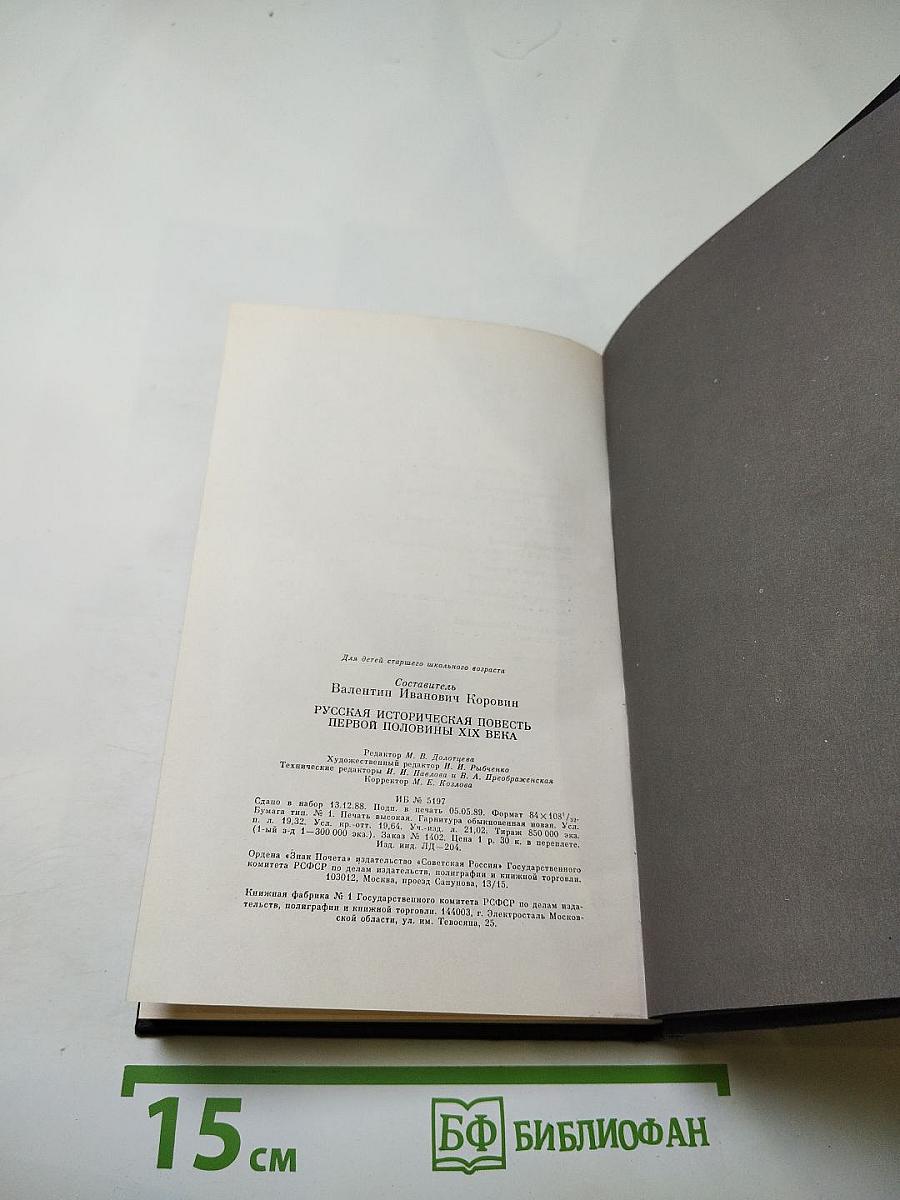 Для детей старшего школьного возраста
Составитель
Валентин Иванович Коровин
РУССКАЯ ИСТОРИЧЕСКАЯ ПОВЕСТЬ
ПЕРВОЙ ПОЛОВИНЫ XIX ВЕКА
Редактор М. В. Долотцева
Художественный редактор И. И. Рыбченко
Технические редакторы И. И. Павлова и В. А. Преображенская
Корректор М. Е. Козлова
ИБ № 5197
Сдано в набор 13.12.88. Подп. в печать 05.05.89. Формат 84×108¹/₃₂.
Бумага тип. № 1. Печать высокая. Гарнитура обыкновенная новая. Усл.
п. л. 19,32. Усл. кр.-отт. 19,64. Уч.-изд. л. 21,02. Тираж 850 000 экз.
(1-ый з-д 1—300 000 экз.). Заказ № 1402. Цена 1 р. 30 к. в переплете.
Изд. инд. ЛД—204.
Ордена «Знак Почета» издательство «Советская Россия» Государственного
комитета РСФСР по делам издательств, полиграфии и книжной торговли.
103012, Москва, проезд Сапунова, 13/15.
Книжная фабрика № 1 Государственного комитета РСФСР по делам изда-
тельств, полиграфии и книжной торговли. 144003, г. Электросталь Москов-
ской области, ул. им. Тевосяна, 25.
15 см
БФ БИБЛИОФАН